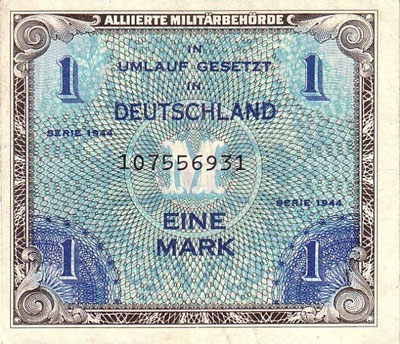 ALLIIERTE MILITÄRBEHÖRDE
1 IN 1
UMLAUF GESETZT
IN
DEUTSCHLAND
SERIE 1944
107556931
M
SERIE 1944
EINE
MARK
1 1